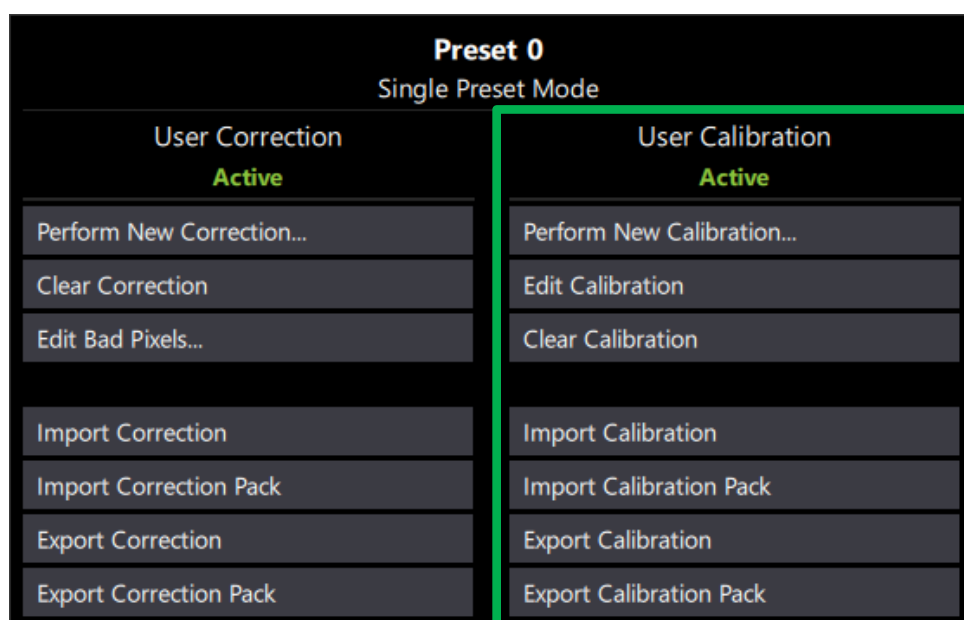 Preset 0
Single Preset Mode
User Correction
Active
Perform New Correction...
Clear Correction
Edit Bad Pixels...
Import Correction
Import Correction Pack
Export Correction
Export Correction Pack
User Calibration
Active
Perform New Calibration...
Edit Calibration
Clear Calibration
Import Calibration
Import Calibration Pack
Export Calibration
Export Calibration Pack